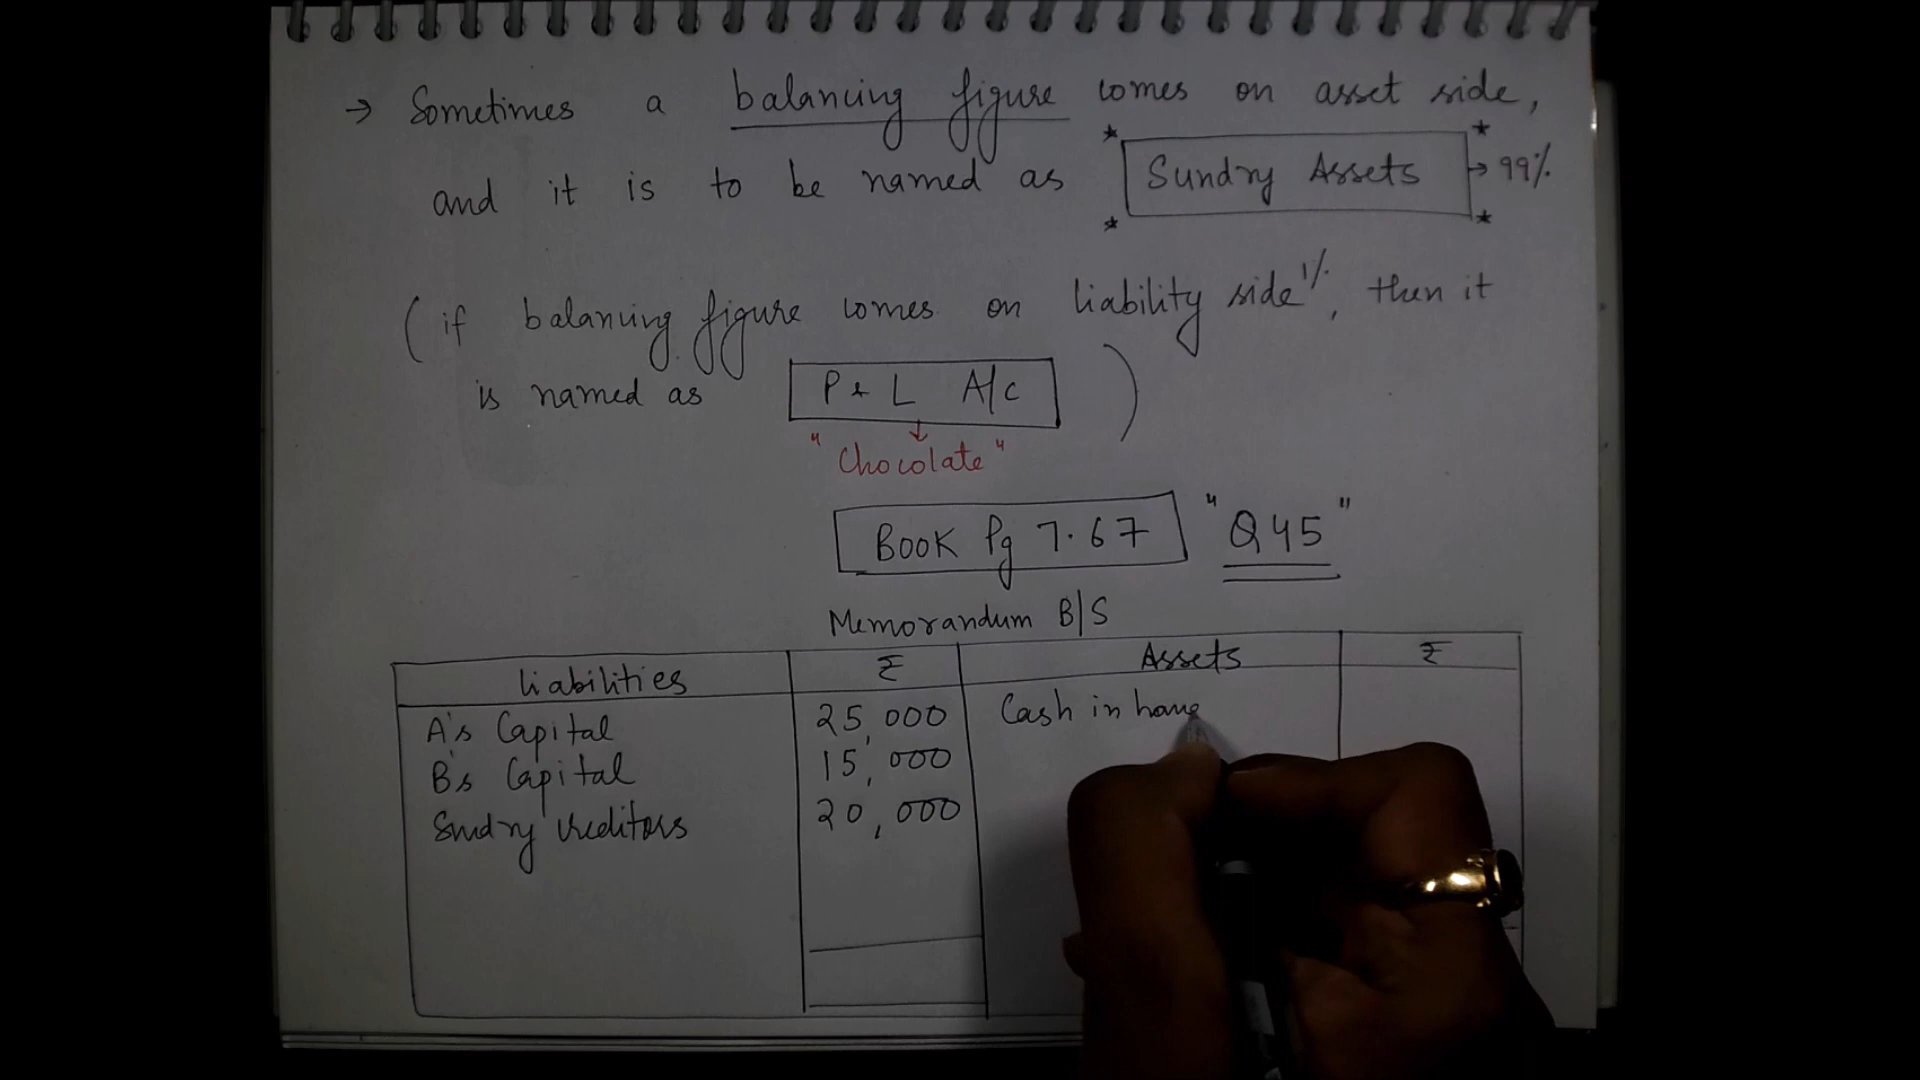 → Sometimes a balancing figure comes on asset side,
and it is to be named as Sundry Assets → 99%
(if balancing figure comes on liability side 1%, then it
is named as P & L A/c )
"Chocolate"
BOOK Pg 7.67 "Q45"
Memorandum B/S
Liabilities ₹ Assets ₹
A's Capital 25,000 Cash in han
B's Capital 15,000
Sundry Creditors 20,000